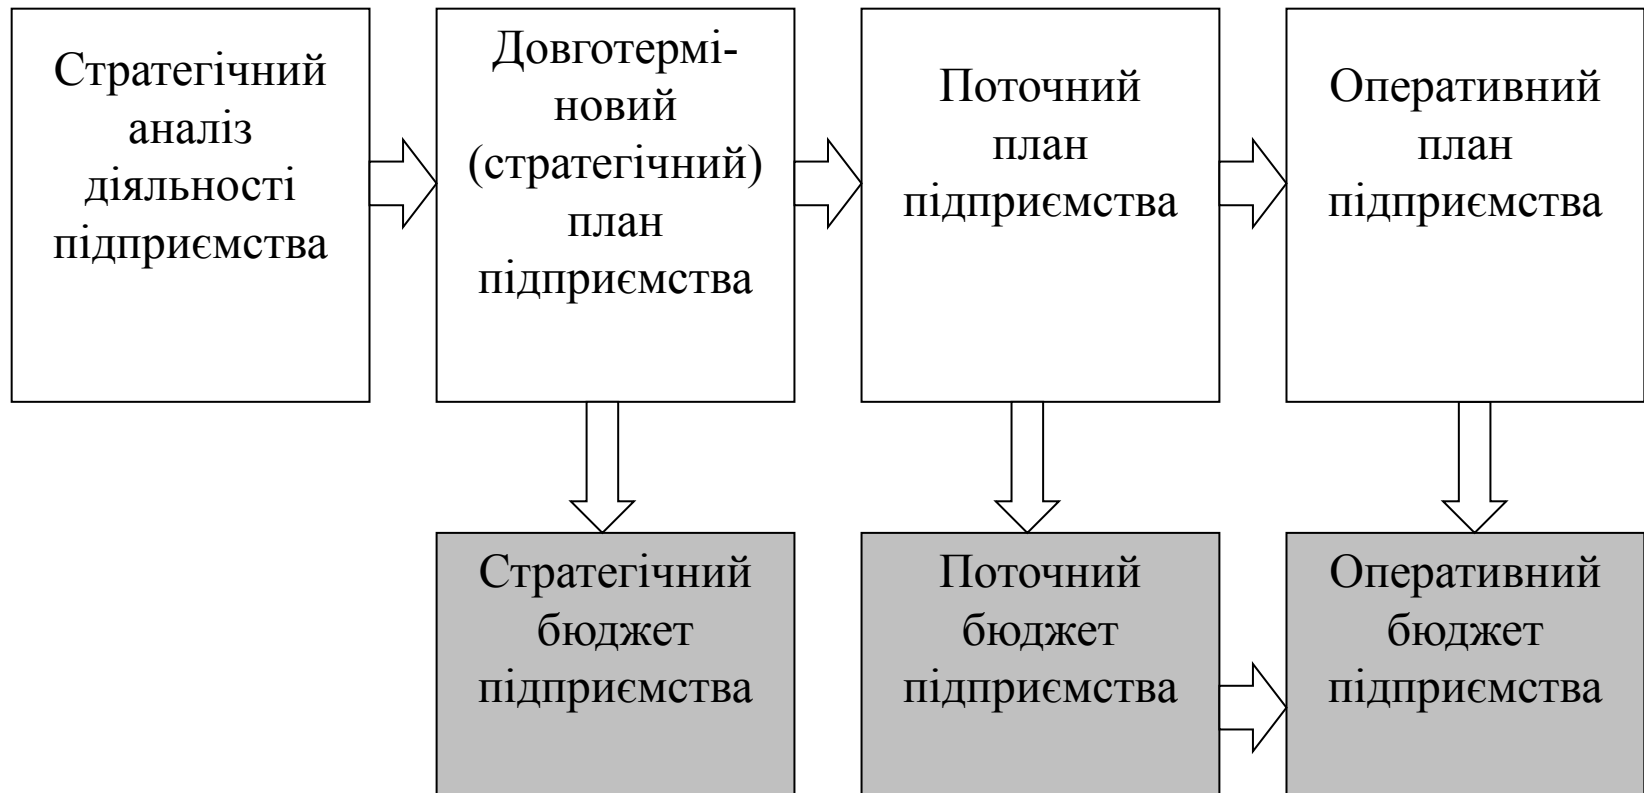 Стратегічний
аналіз
діяльності
підприємства
Довготермі-
новий
(стратегічний)
план
підприємства
Поточний
план
підприємства
Оперативний
план
підприємства
Стратегічний
бюджет
підприємства
Поточний
бюджет
підприємства
Оперативний
бюджет
підприємства